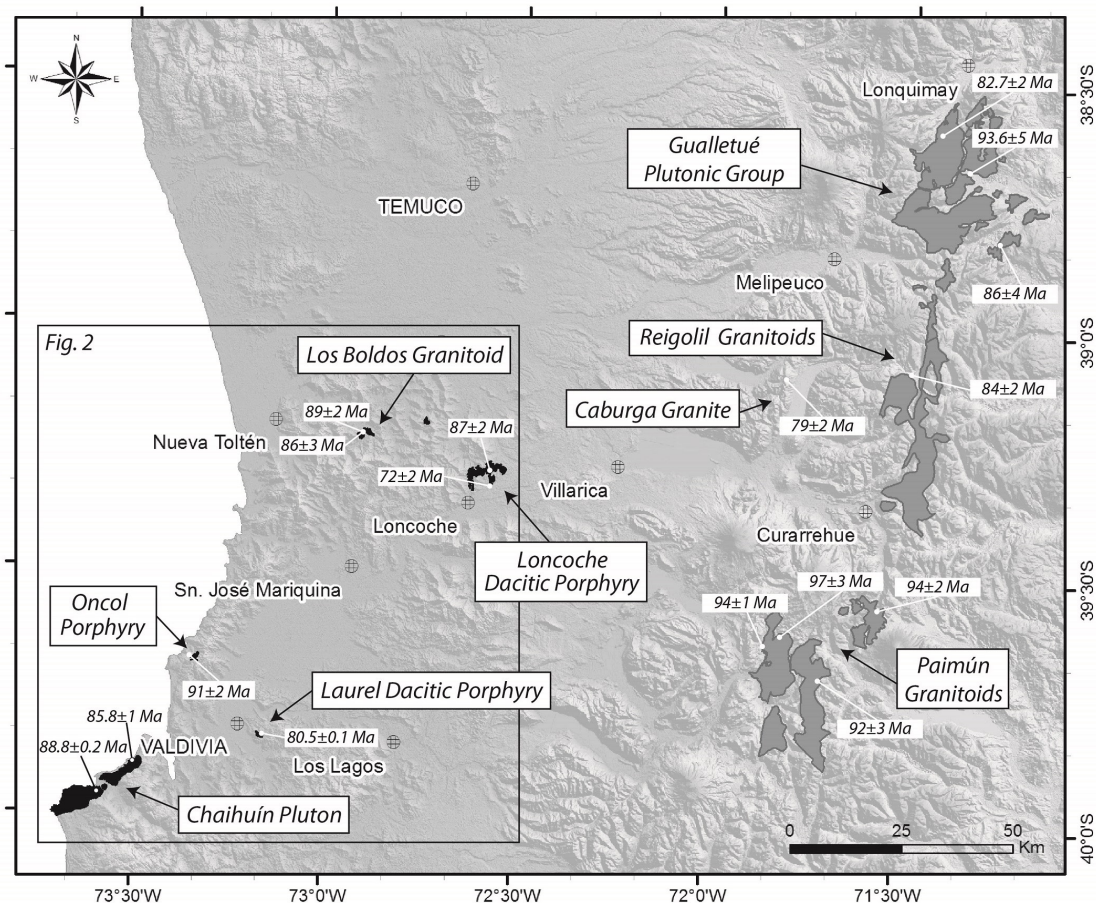 N
W
E
S
Lonquimay
82.7±2 Ma
93.6±5 Ma
38°30'S
Gualletué
Plutonic Group
TEMUCO
Melipeuco
86±4 Ma
Fig. 2
Los Boldos Granitoid
Reigolil Granitoids
39°0'S
84±2 Ma
Caburga Granite
79±2 Ma
89±2 Ma
86±3 Ma
Nueva Toltén
87±2 Ma
72±2 Ma
Villarica
Loncoche
Curarrehue
Loncoche
Dacitic Porphyry
Sn. José Mariquina
97±3 Ma
94±2 Ma
94±1 Ma
39°30'S
Oncol
Porphyry
91±2 Ma
Laurel Dacitic Porphyry
Paimún
Granitoids
92±3 Ma
85.8±1 Ma
88.8±0.2 Ma
VALDIVIA
80.5±0.1 Ma
Los Lagos
Chaihuín Pluton
0
25
50
Km
40°0'S
73°30'W
73°0'W
72°30'W
72°0'W
71°30'W